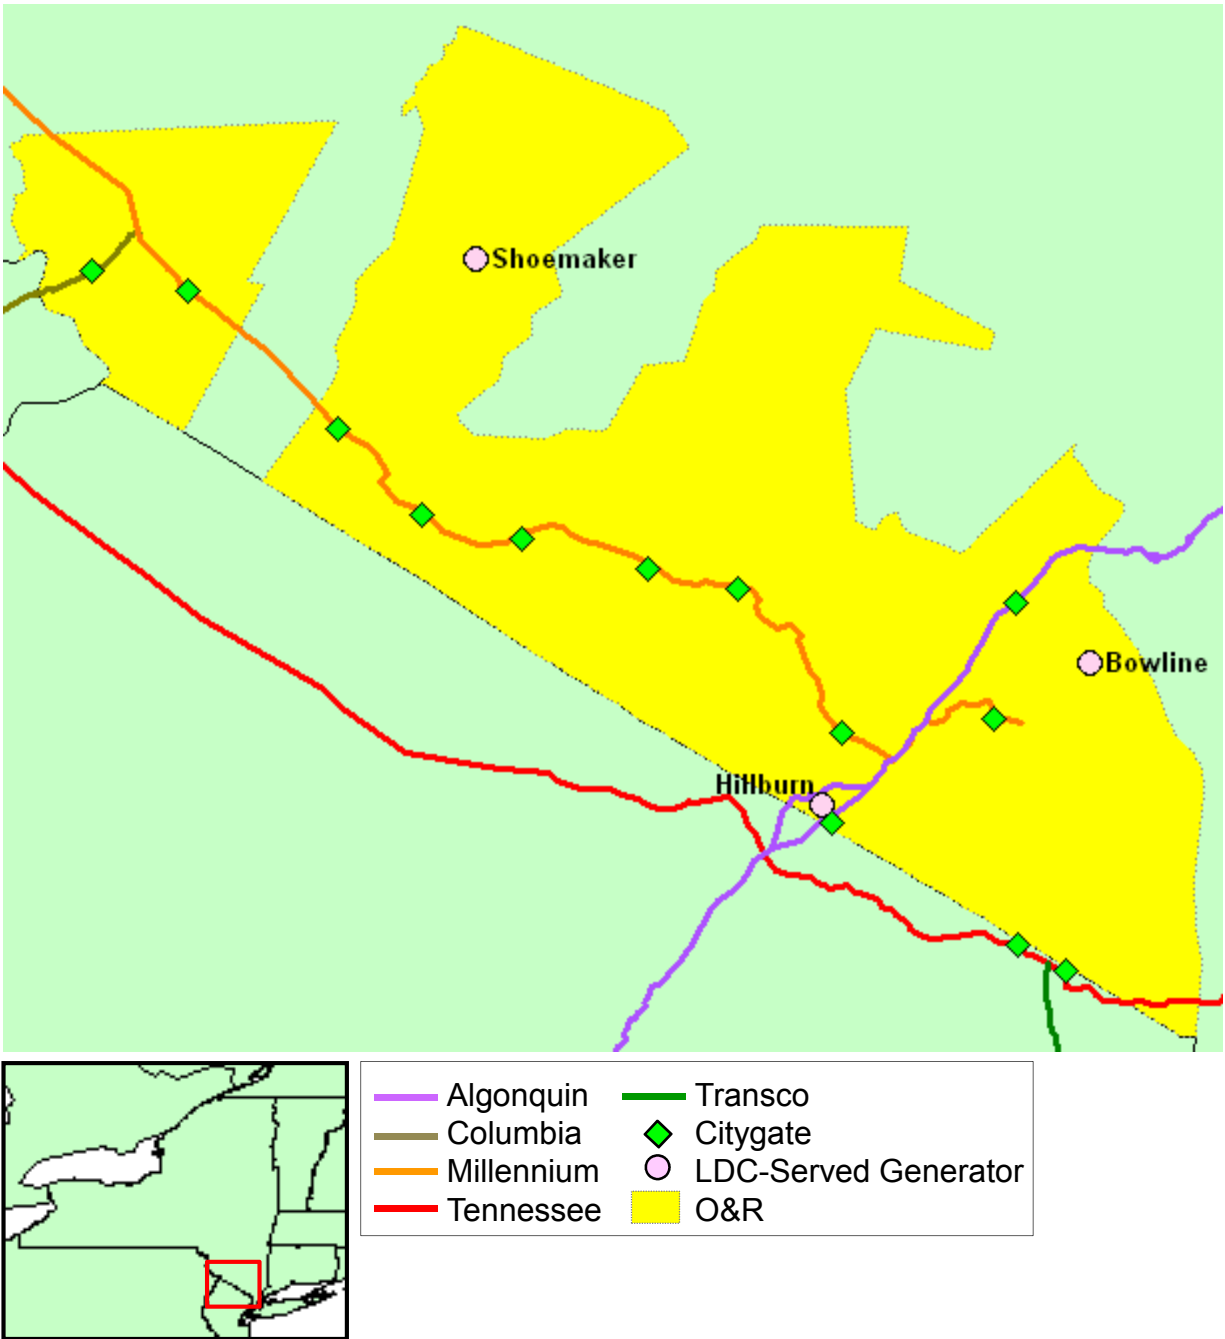 Shoemaker
Bowline
Hillburn
Algonquin
Transco
Columbia
Citygate
Millennium
LDC-Served Generator
Tennessee
O&R